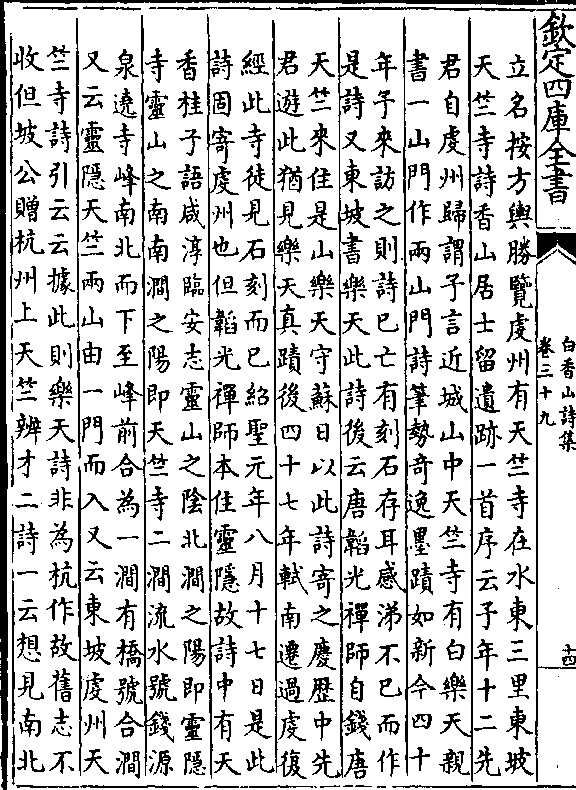 欽定四庫全書
白香山詩集
卷三十九
十四
立名按方輿勝覽虔州有天竺寺在水東三里東坡
天竺寺詩香山居士留遺跡一首序云予年十二先
君自虔州歸謂予言近城山中天竺寺有白樂天親
書一山門作兩山門詩筆勢奇逸墨蹟如新今四十
年予來訪之則詩已亡有刻石存耳感涕不已而作
是詩又東坡書樂天此詩後云唐韜光禪師自錢唐
天竺來住是山樂天守蘇日以此詩寄之慶歷中先
君遊此猶見樂天真蹟後四十七年軾南遷過虔復
經此寺徒見石刻而已紹聖元年八月十七日是此
詩固寄虔州也但韜光禪師本住靈隱故詩中有天
香桂子語咸淳臨安志靈山之陰北澗之陽即靈隱
寺靈山之南南澗之陽即天竺寺二澗流水號錢源
泉遶寺峰南北而下至峰前合為一澗有橋號合澗
又云靈隱天竺兩山由一門而入又云東坡虔州天
竺寺詩引云云據此則樂天詩非為杭作故舊志不
收但坡公贈杭州上天竺辨才二詩一云想見南北